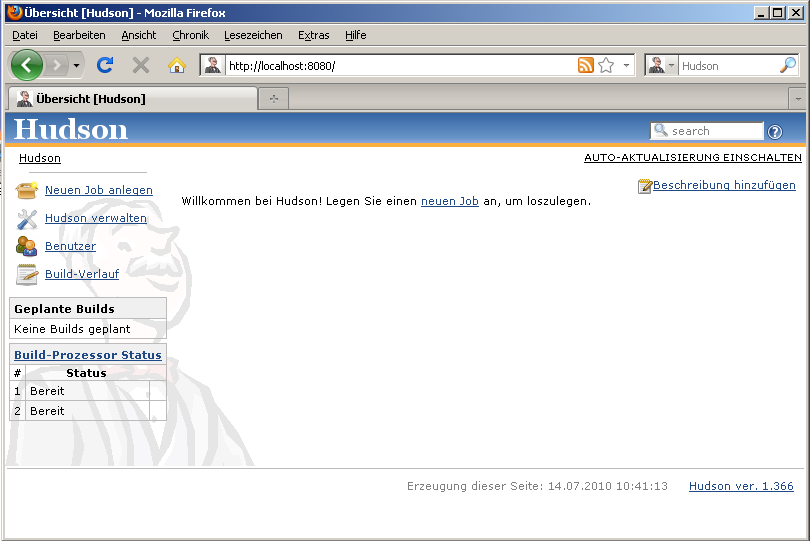 Übersicht [Hudson] - Mozilla Firefox
Datei Bearbeiten Ansicht Chronik Lesezeichen Extras Hilfe
http://localhost:8080/ Hudson
Übersicht [Hudson]
Hudson search
Hudson AUTO-AKTUALISIERUNG EINSCHALTEN
Beschreibung hinzufügen
Neuen Job anlegen
Willkommen bei Hudson! Legen Sie einen neuen Job an, um loszulegen.
Hudson verwalten
Benutzer
Build-Verlauf
Geplante Builds
Keine Builds geplant
Build-Prozessor Status
# Status
1 Bereit
2 Bereit
Erzeugung dieser Seite: 14.07.2010 10:41:13 Hudson ver. 1.366